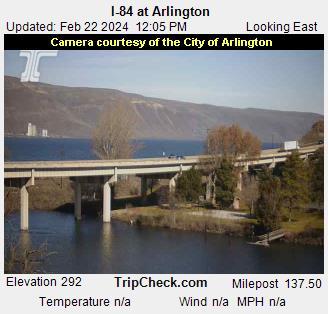 I-84 at Arlington
Updated: Feb 22 2024 12:05 PM Looking East
Camera courtesy of the City of Arlington
Elevation 292 TripCheck.com Milepost 137.50
Temperature n/a Wind n/a MPH n/a